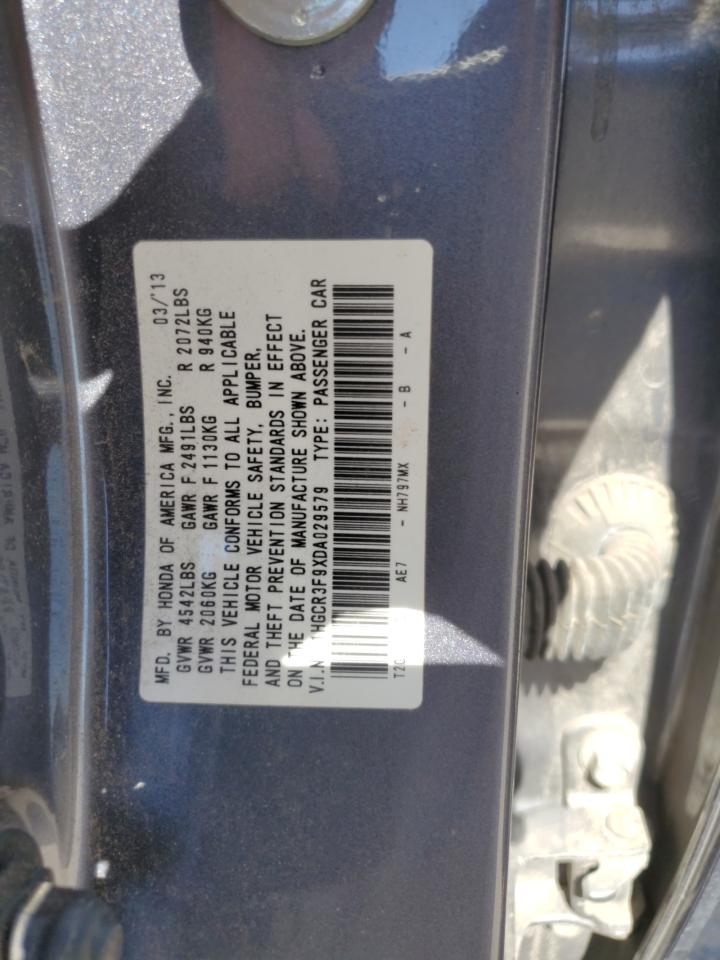 MFD. BY HONDA OF AMERICA MFG., INC. 03/'13
GVWR 4542LBS GAWR F 2491LBS R 2072LBS
GVWR 2060KG GAWR F 1130KG R 940KG
THIS VEHICLE CONFORMS TO ALL APPLICABLE
FEDERAL MOTOR VEHICLE SAFETY, BUMPER,
AND THEFT PREVENTION STANDARDS IN EFFECT
ON THE DATE OF MANUFACTURE SHOWN ABOVE.
V.I.N. HGCR3F9XDA029579 TYPE: PASSENGER CAR
AE7 - NH797MX - B - A